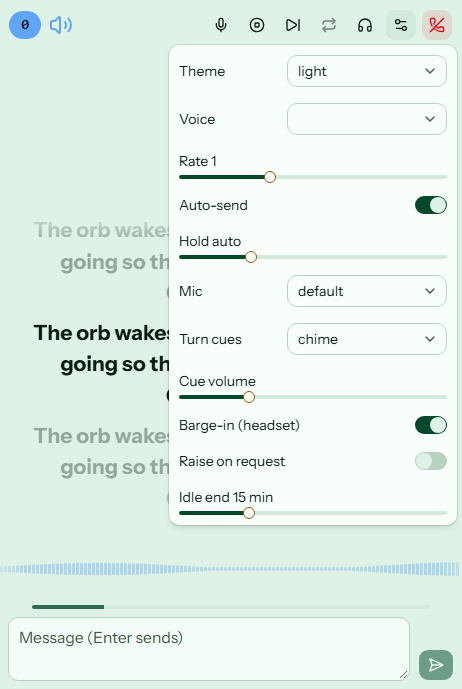 0
Theme
light
Voice
Rate 1
Auto-send
Hold auto
Mic
default
Turn cues
chime
Cue volume
Barge-in (headset)
Raise on request
Idle end 15 min
The orb wakes
going so th
The orb wakes
going so th
The orb wakes
going so th
Message (Enter sends)